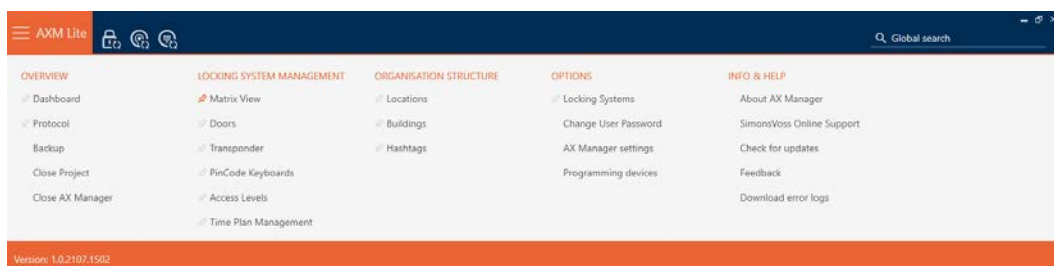 AXM Lite
Global search
OVERVIEW
Dashboard
Protocol
Backup
Close Project
Close AX Manager
LOCKING SYSTEM MANAGEMENT
Matrix View
Doors
Transponder
PinCode Keyboards
Access Levels
Time Plan Management
ORGANISATION STRUCTURE
Locations
Buildings
Hashtags
OPTIONS
Locking Systems
Change User Password
AX Manager settings
Programming devices
INFO & HELP
About AX Manager
SimonsVoss Online Support
Check for updates
Feedback
Download error logs
Version: 1.0.2107.1502